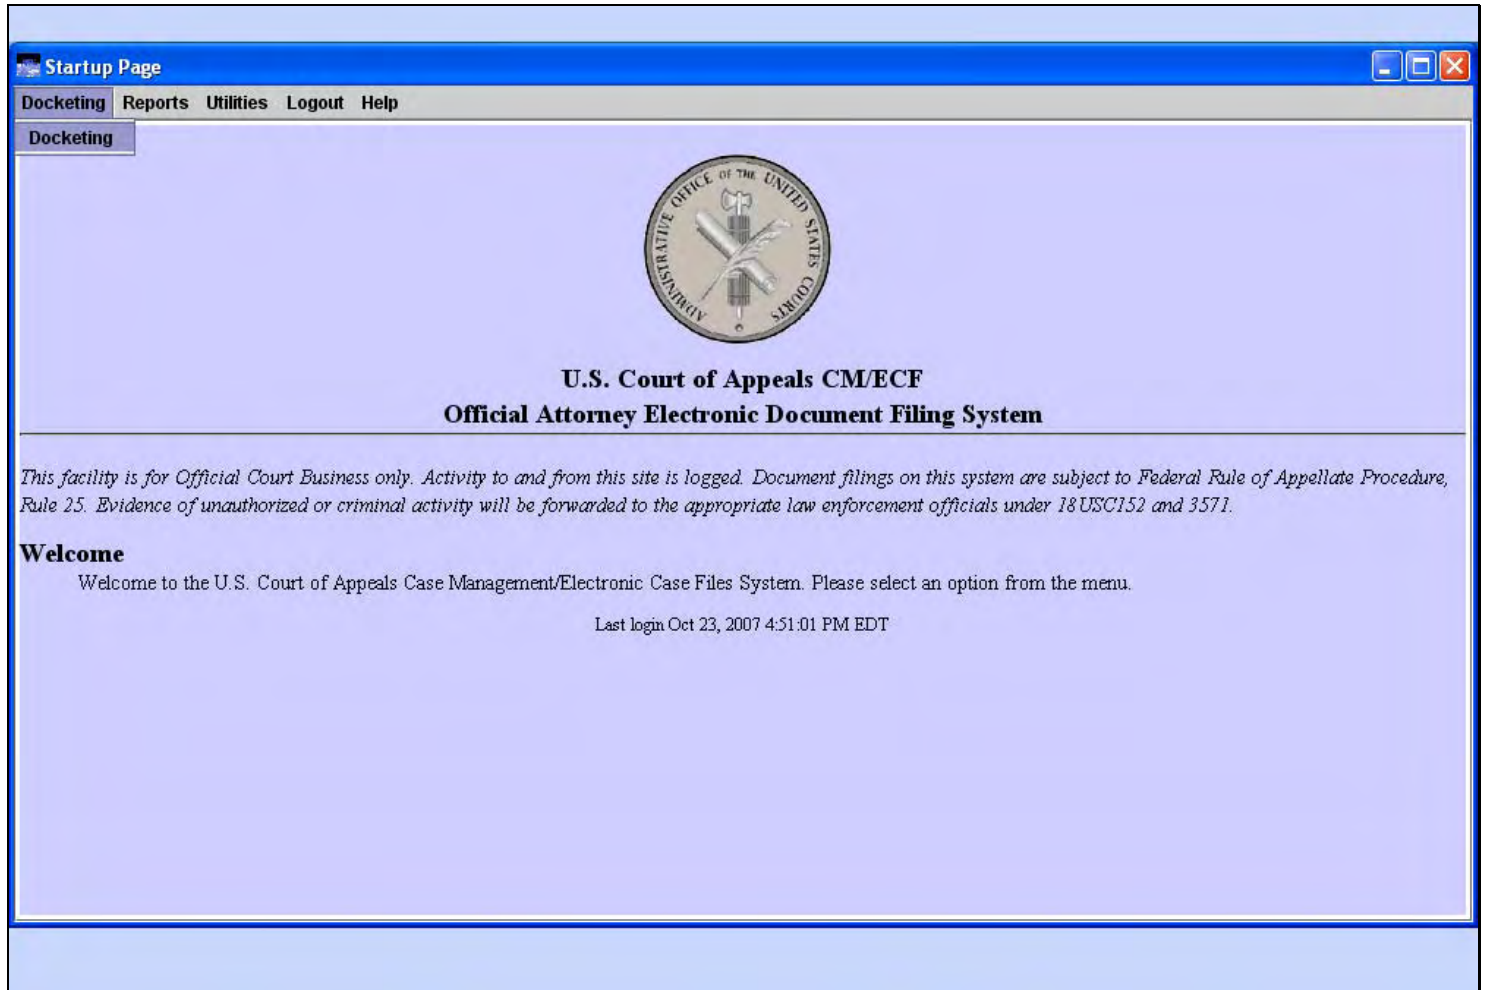 Startup Page
Docketing Reports Utilities Logout Help
Docketing
ADMINISTRATIVE OFFICE OF THE UNITED STATES COURTS
U.S. Court of Appeals CM/ECF
Official Attorney Electronic Document Filing System
This facility is for Official Court Business only. Activity to and from this site is logged. Document filings on this system are subject to Federal Rule of Appellate Procedure,
Rule 25. Evidence of unauthorized or criminal activity will be forwarded to the appropriate law enforcement officials under 18USC152 and 3571.
Welcome
Welcome to the U.S. Court of Appeals Case Management/Electronic Case Files System. Please select an option from the menu.
Last login Oct 23, 2007 4:51:01 PM EDT